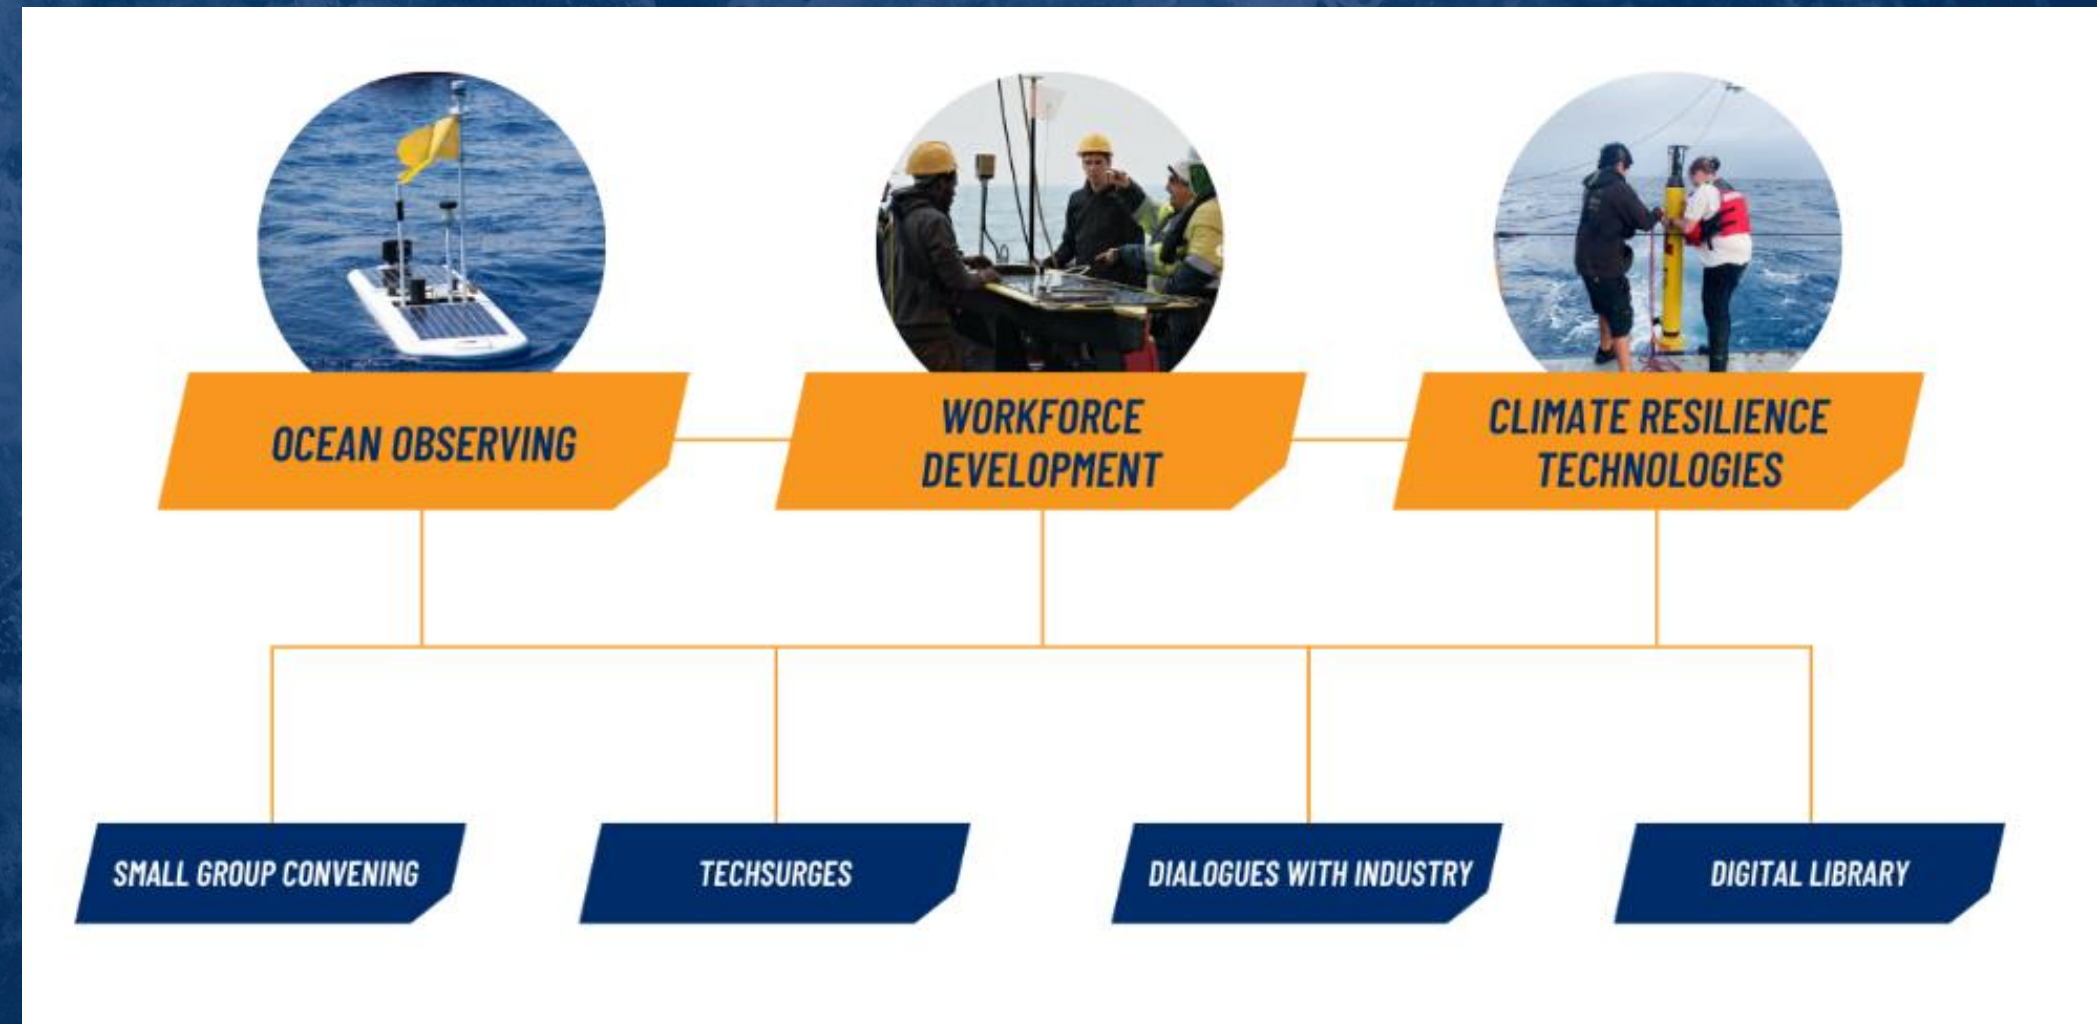 OCEAN OBSERVING
WORKFORCE
DEVELOPMENT
CLIMATE RESILIENCE
TECHNOLOGIES
SMALL GROUP CONVENING
TECHSURGES
DIALOGUES WITH INDUSTRY
DIGITAL LIBRARY